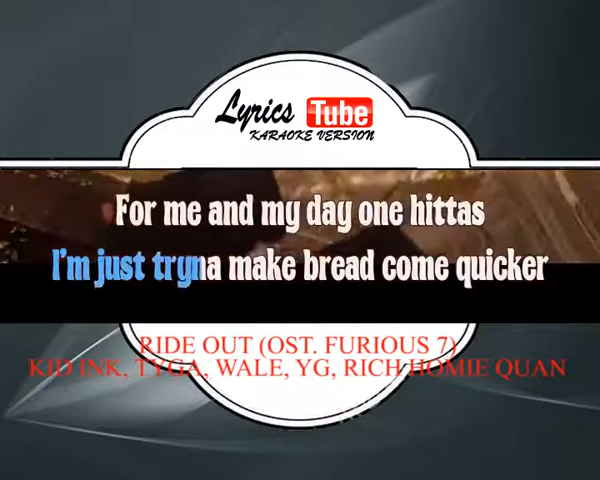 Lyrics Tube
KARAOKE VERSION
For me and my day one hittas
I'm just tryna make bread come quicker
RIDE OUT (OST. FURIOUS 7)
KID INK, TYGA, WALE, YG, RICH HOMIE QUAN